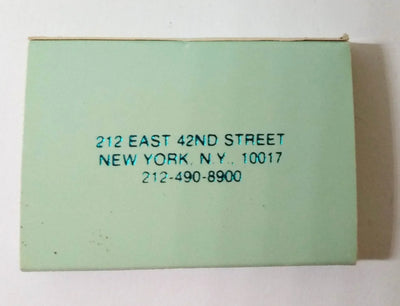 212 EAST 42ND STREET
NEW YORK, N.Y., 10017
212-490-8900